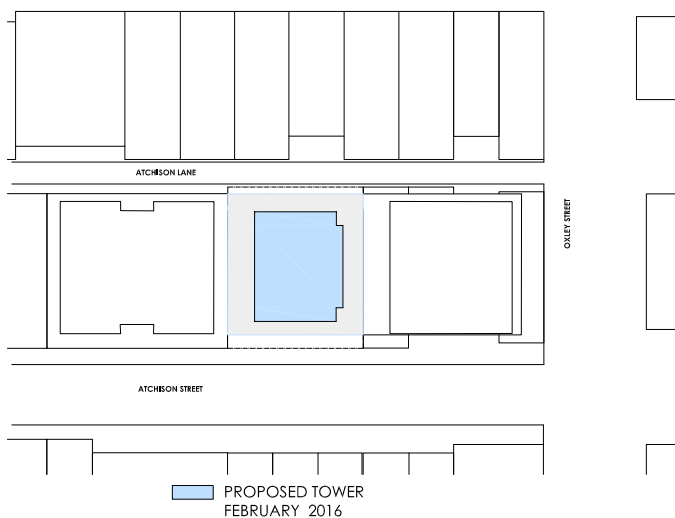 ATCHISON LANE
OXLEY STREET
ATCHISON STREET
PROPOSED TOWER
FEBRUARY 2016